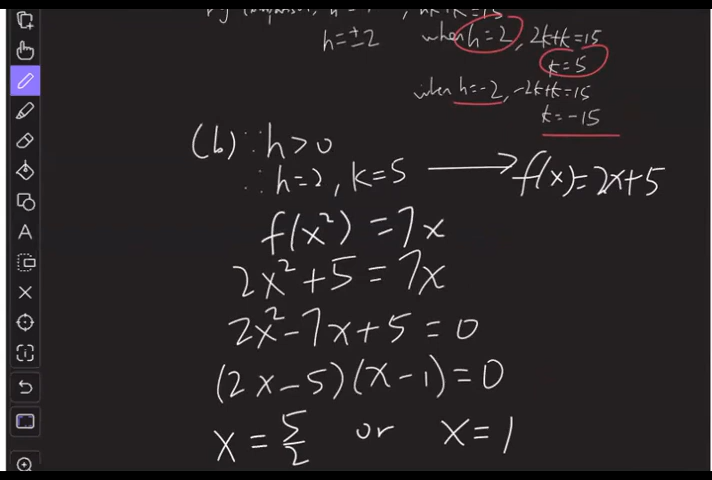 h=±2
when h=2, 2k+k=15
k=5
when h=-2, -2k+k=15
k=-15
(b) ∵h>0
∴h=2, k=5 ⟶ f(x)=2x+5
f(x²)=7x
2x²+5=7x
2x²-7x+5=0
(2x-5)(x-1)=0
x=5/2 or x=1